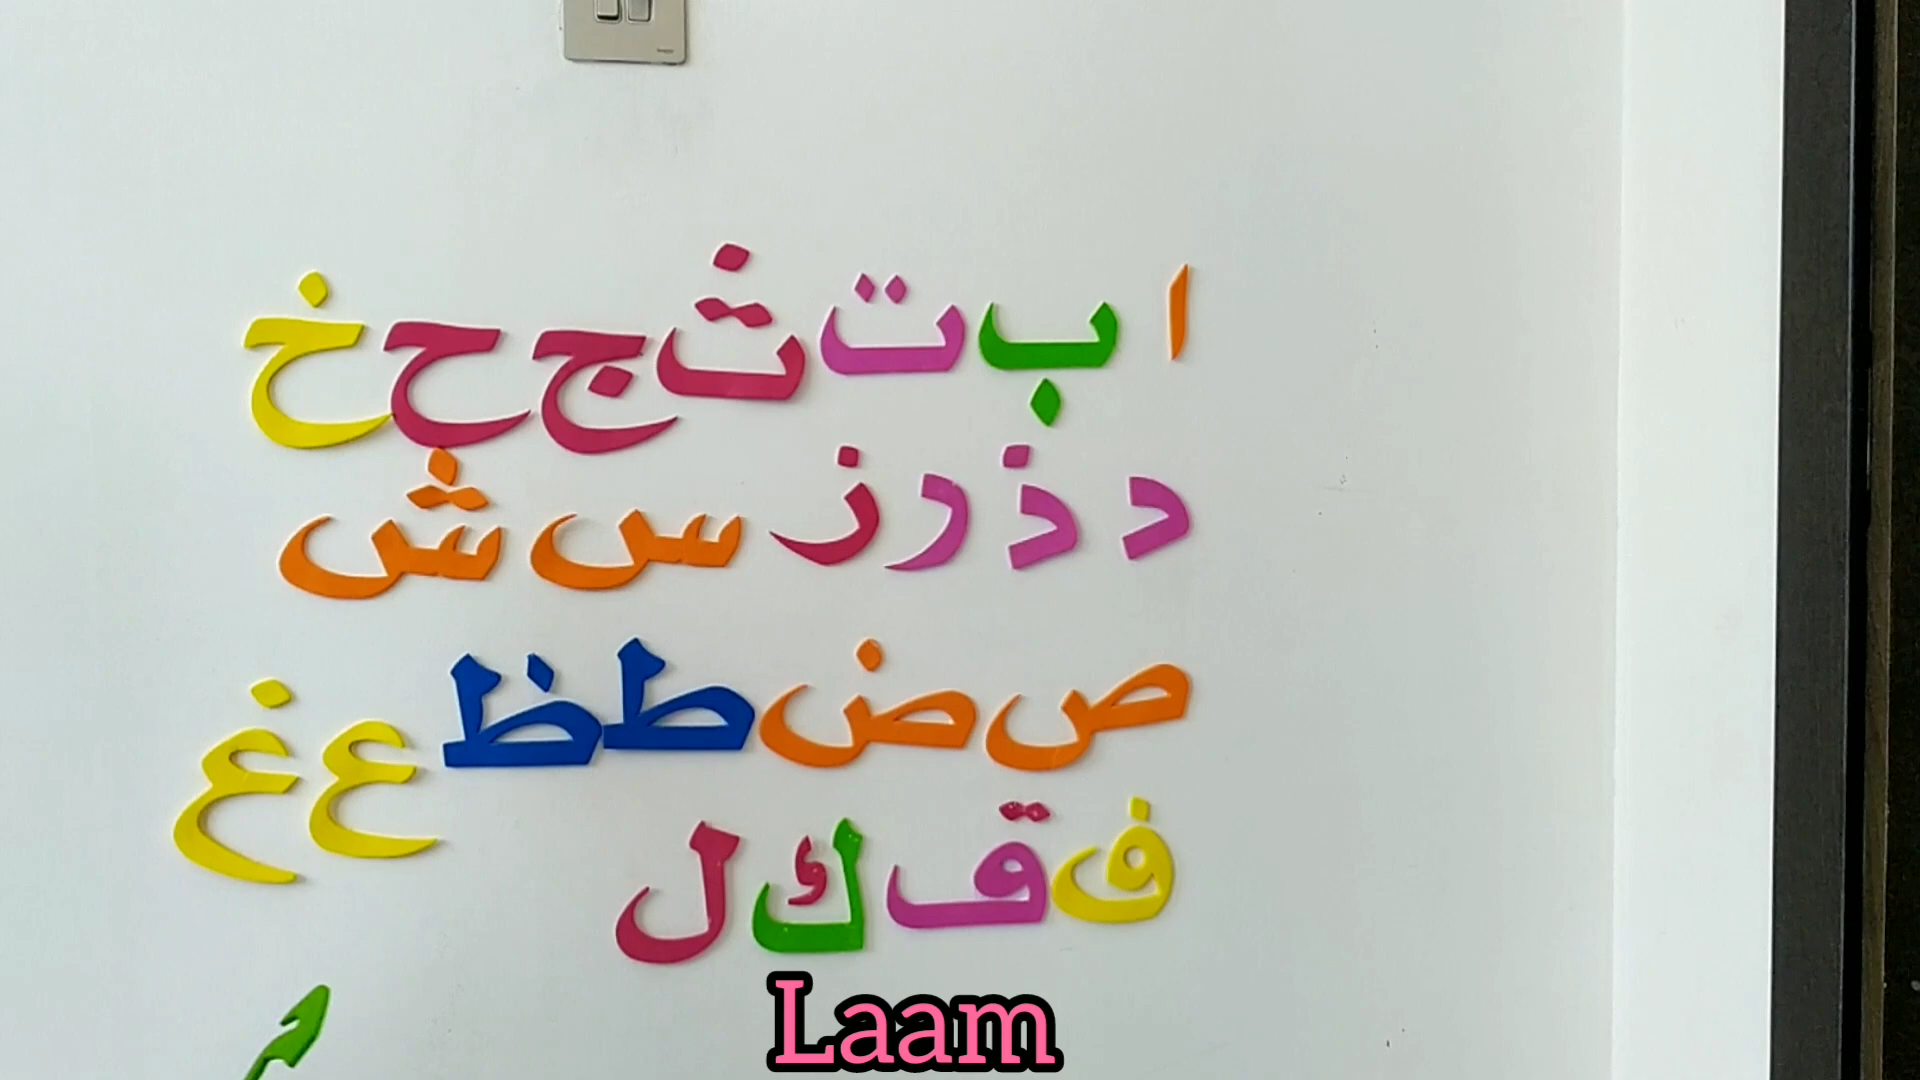 ا ب ت ث ج ح خ
د ذ ر ز س ش
ص ض ط ظ ع غ
ف ق ك ل
Laam